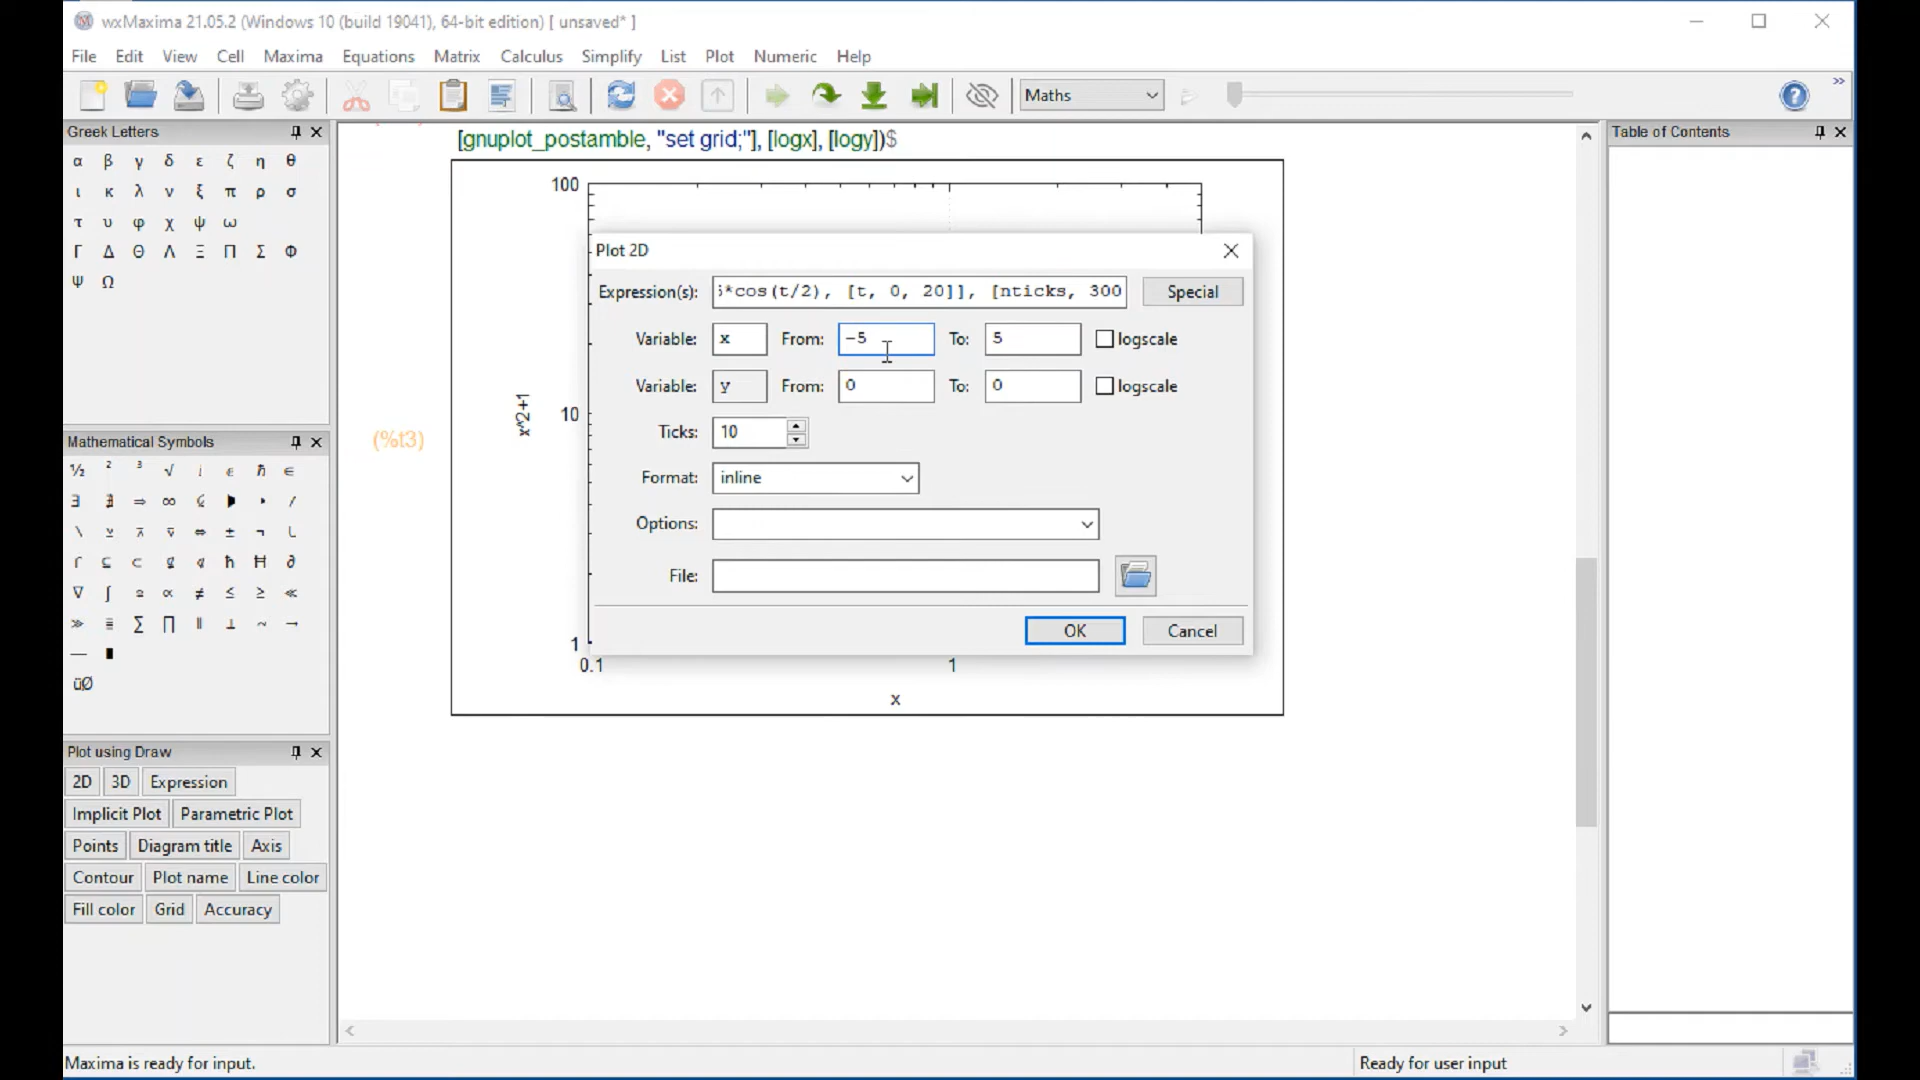 wxMaxima 21.05.2 (Windows 10 (build 19041), 64-bit edition) [ unsaved* ]
File Edit View Cell Maxima Equations Matrix Calculus Simplify List Plot Numeric Help
Maths
Greek Letters
α β γ δ ε ζ η θ
ι κ λ ν ξ π ρ σ
τ υ φ χ ψ ω
Γ Δ Θ Λ Ξ Π Σ Φ
Ψ Ω
Mathematical Symbols
½ ² ³ √
⇒ ∞ /
\ ⇔ ± ¬
⊆ ⊂ ħ Ħ ∂
∇ ∫ ∝ ≠ ≤ ≥ ≪
≫ ∑ ∏ ∥ ⊥ ~ →
— ▮
üØ
Plot using Draw
2D 3D Expression
Implicit Plot Parametric Plot
Points Diagram title Axis
Contour Plot name Line color
Fill color Grid Accuracy
[gnuplot_postamble, "set grid;"], [logx], [logy])$
(%t3)
100
10
1
0.1 1
x^2+1
x
Plot 2D
Expression(s): *cos(t/2), [t, 0, 20]], [nticks, 300 Special
Variable: x From: -5 To: 5 logscale
Variable: y From: 0 To: 0 logscale
Ticks: 10
Format: inline
Options:
File:
OK Cancel
Table of Contents
Maxima is ready for input.
Ready for user input